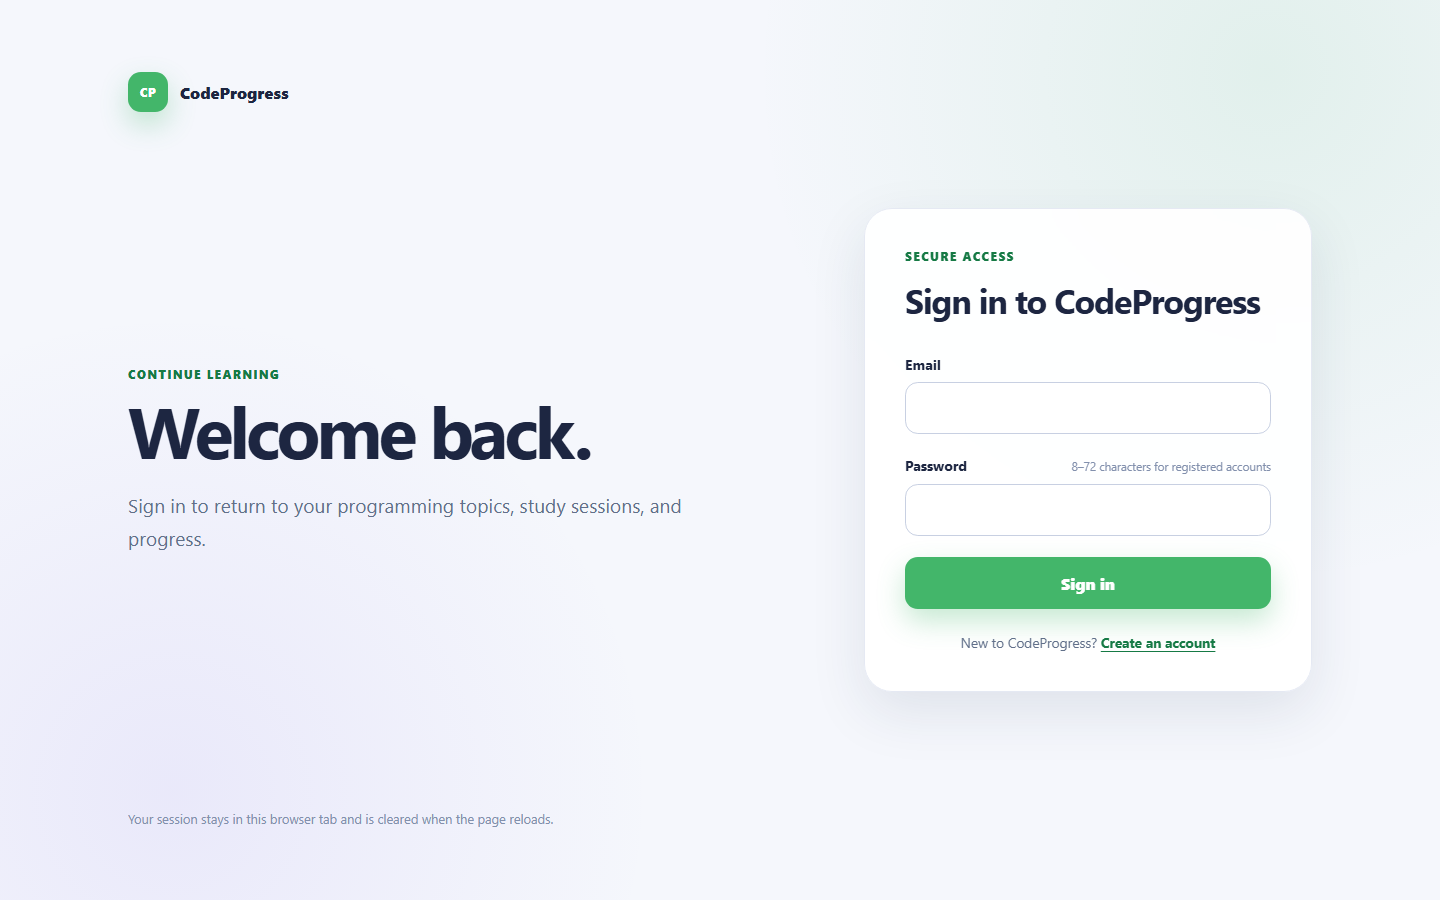 CP
CodeProgress
CONTINUE LEARNING
Welcome back.
Sign in to return to your programming topics, study sessions, and
progress.
Your session stays in this browser tab and is cleared when the page reloads.
SECURE ACCESS
Sign in to CodeProgress
Email
Password
8–72 characters for registered accounts
Sign in
New to CodeProgress? Create an account